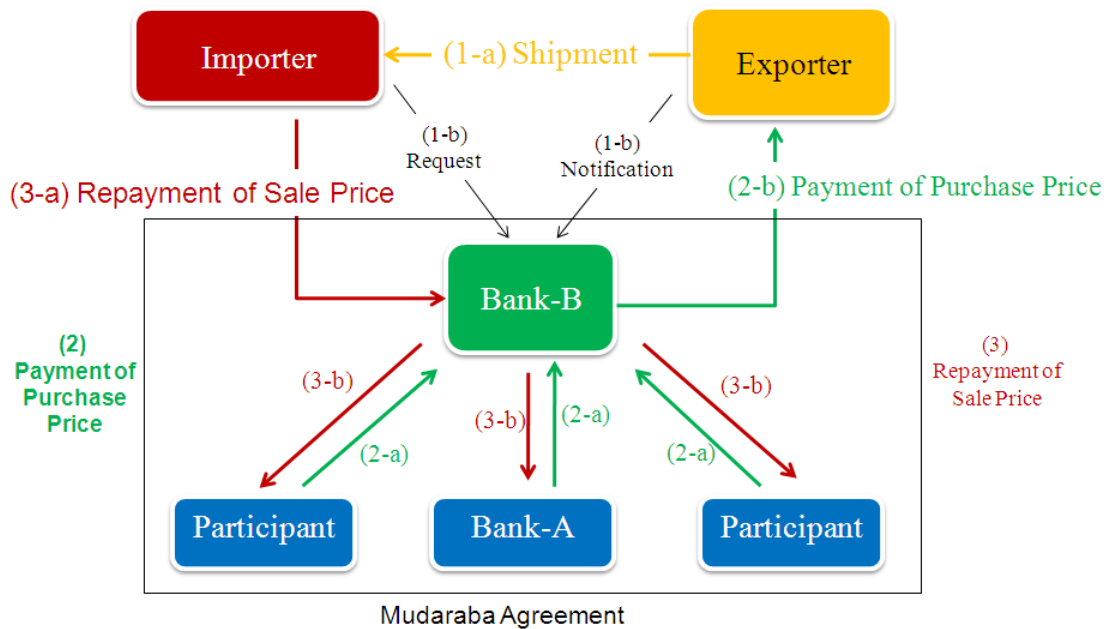 Importer
(1-a) Shipment
Exporter
(1-b)
Request
(1-b)
Notification
(3-a) Repayment of Sale Price
(2-b) Payment of Purchase Price
Bank-B
(2)
Payment of
Purchase
Price
(3)
Repayment of
Sale Price
(3-b)
(2-a)
(3-b)
(2-a)
(3-b)
(2-a)
Participant
Bank-A
Participant
Mudaraba Agreement